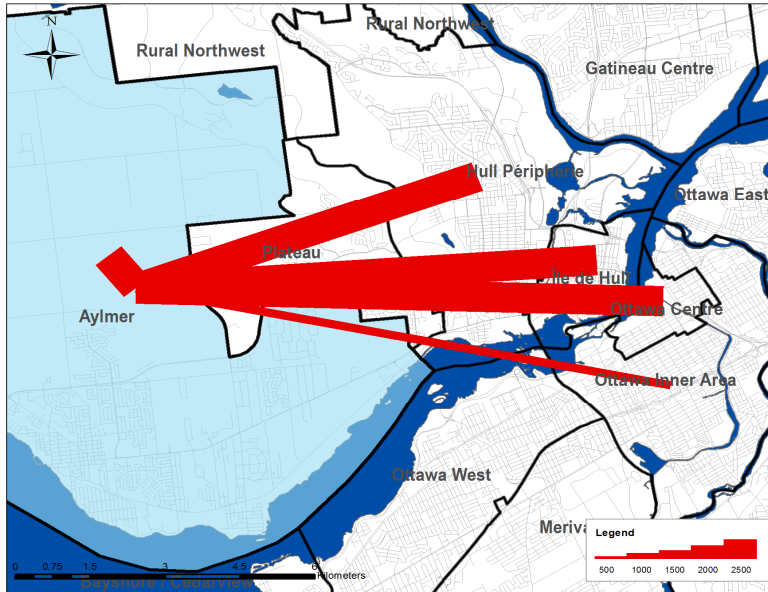 N
Rural Northwest
Rural Northwest
Gatineau Centre
Hull Périphérie
Ottawa East
Plateau
Île de Hull
Aylmer
Ottawa Centre
Ottawa Inner Area
Ottawa West
Meriva
Legend
500 1000 1500 2000 2500
0 0.75 1.5 3 4.5 6
Kilometers
Bayshore / Cedarview